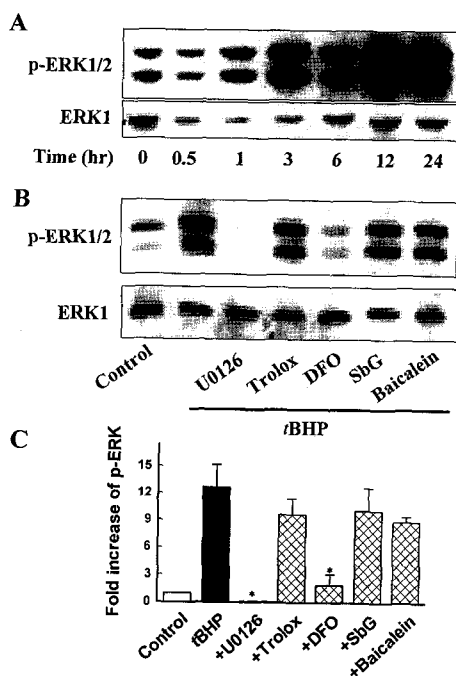 A
p-ERK1/2
ERK1
Time (hr) 0 0.5 1 3 6 12 24
B
p-ERK1/2
ERK1
Control U0126 Trolox DFO SbG Baicalein
tBHP
C
Fold increase of p-ERK
15
12
9
6
3
0
* *
Control tBHP +U0126 +Trolox +DFO +SbG +Baicalein